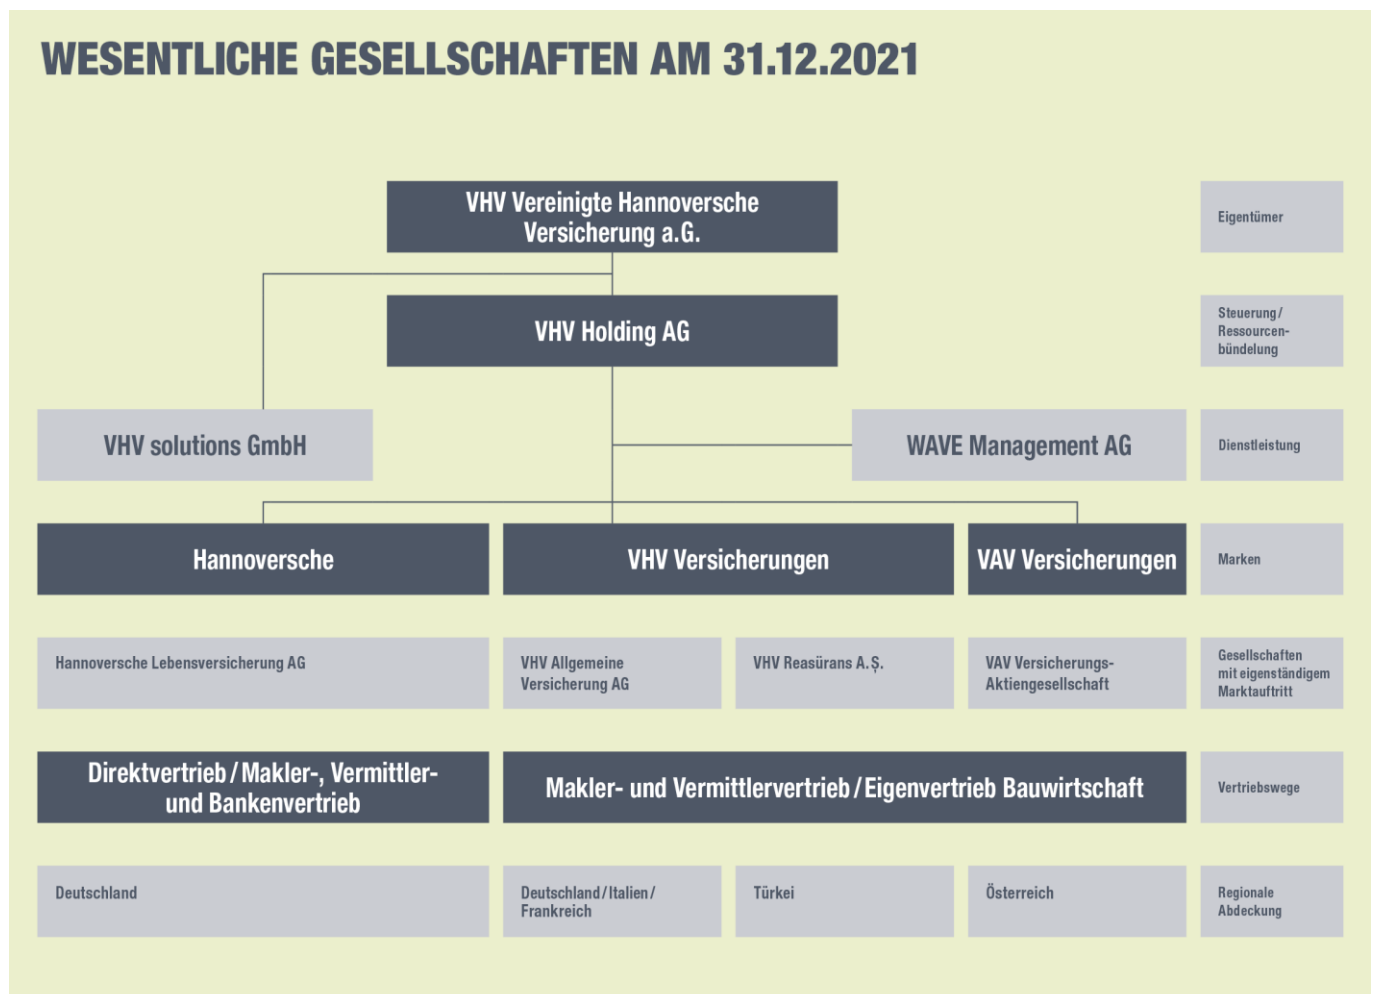 WESENTLICHE GESELLSCHAFTEN AM 31.12.2021
VHV Vereinigte Hannoversche
Versicherung a.G.
Eigentümer
VHV Holding AG
Steuerung/
Ressourcen-
bündelung
VHV solutions GmbH
WAVE Management AG
Dienstleistung
Hannoversche
VHV Versicherungen
VAV Versicherungen
Marken
Hannoversche Lebensversicherung AG
VHV Allgemeine
Versicherung AG
VHV Reasürans A.Ş.
VAV Versicherungs-
Aktiengesellschaft
Gesellschaften
mit eigenständigem
Marktauftritt
Direktvertrieb/Makler-, Vermittler-
und Bankenvertrieb
Makler- und Vermittlervertrieb/Eigenvertrieb Bauwirtschaft
Vertriebswege
Deutschland
Deutschland/Italien/
Frankreich
Türkei
Österreich
Regionale
Abdeckung